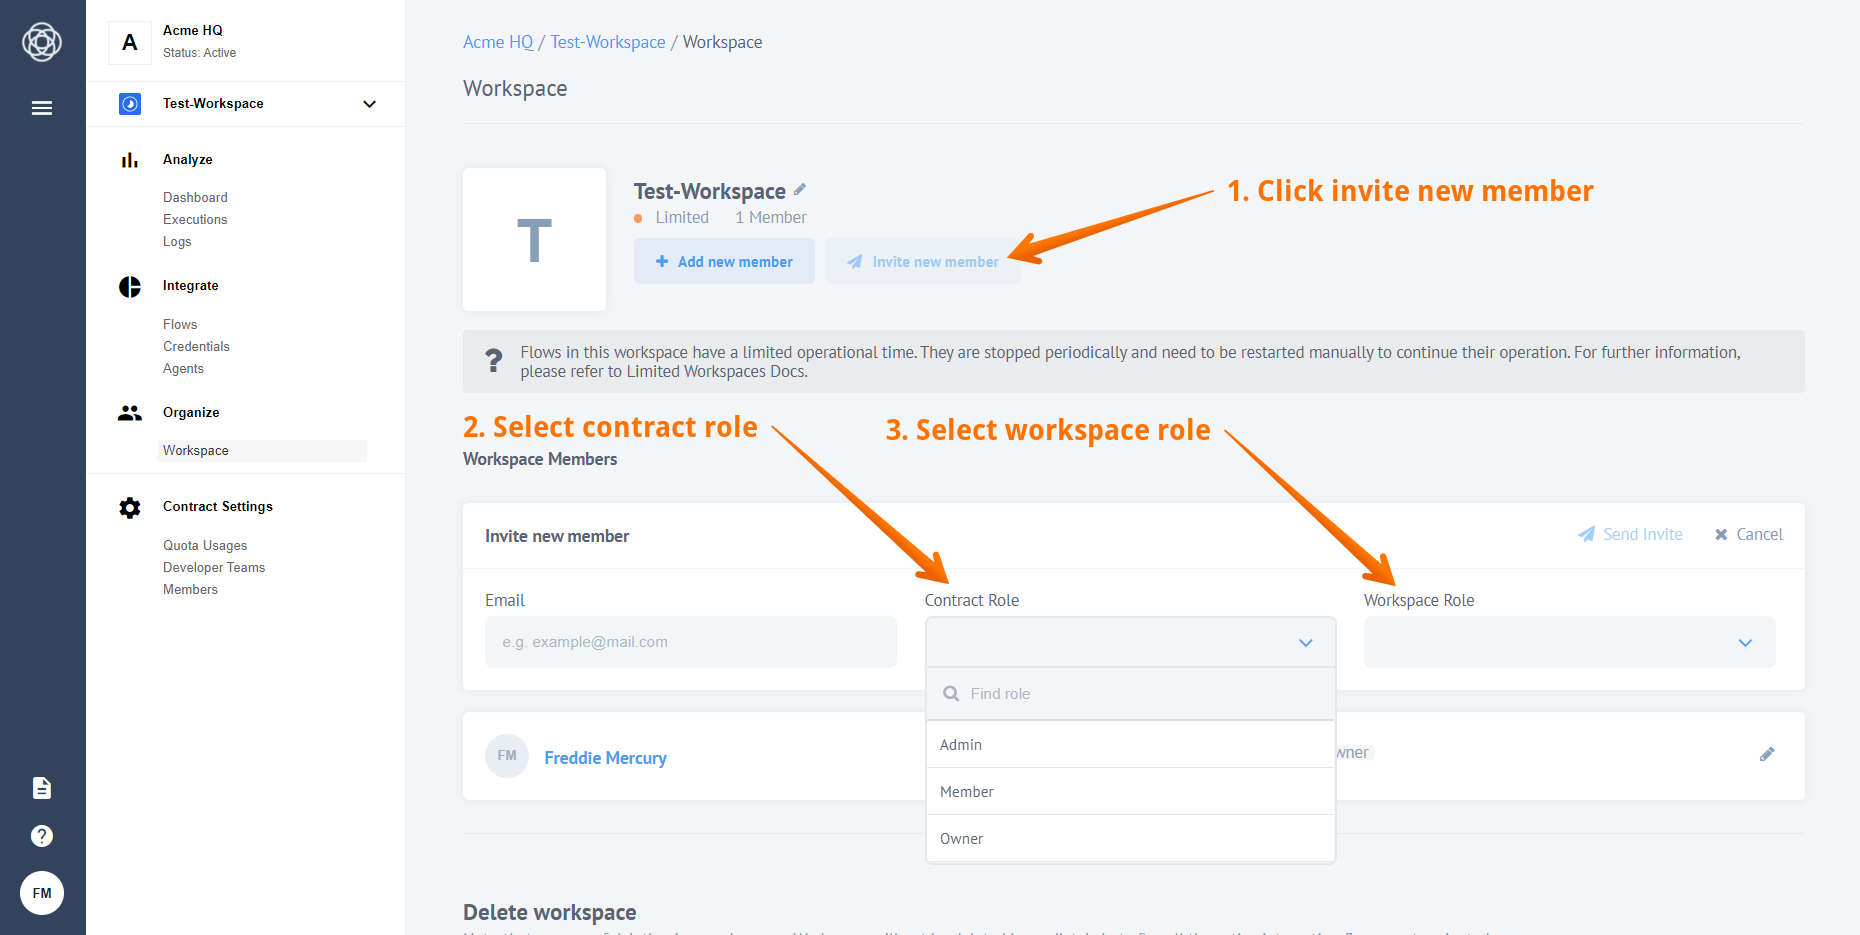 A
Acme HQ
Status: Active
Test-Workspace
Analyze
Dashboard
Executions
Logs
Integrate
Flows
Credentials
Agents
Organize
Workspace
Contract Settings
Quota Usages
Developer Teams
Members
FM
Acme HQ / Test-Workspace / Workspace
Workspace
T
Test-Workspace
Limited 1 Member
+ Add new member
Invite new member
1. Click invite new member
? Flows in this workspace have a limited operational time. They are stopped periodically and need to be restarted manually to continue their operation. For further information,
please refer to Limited Workspaces Docs.
2. Select contract role
3. Select workspace role
Workspace Members
Invite new member
Send Invite
Cancel
Email
Contract Role
Workspace Role
e.g. example@mail.com
Find role
Admin
Member
Owner
FM
Freddie Mercury
wner
Delete workspace